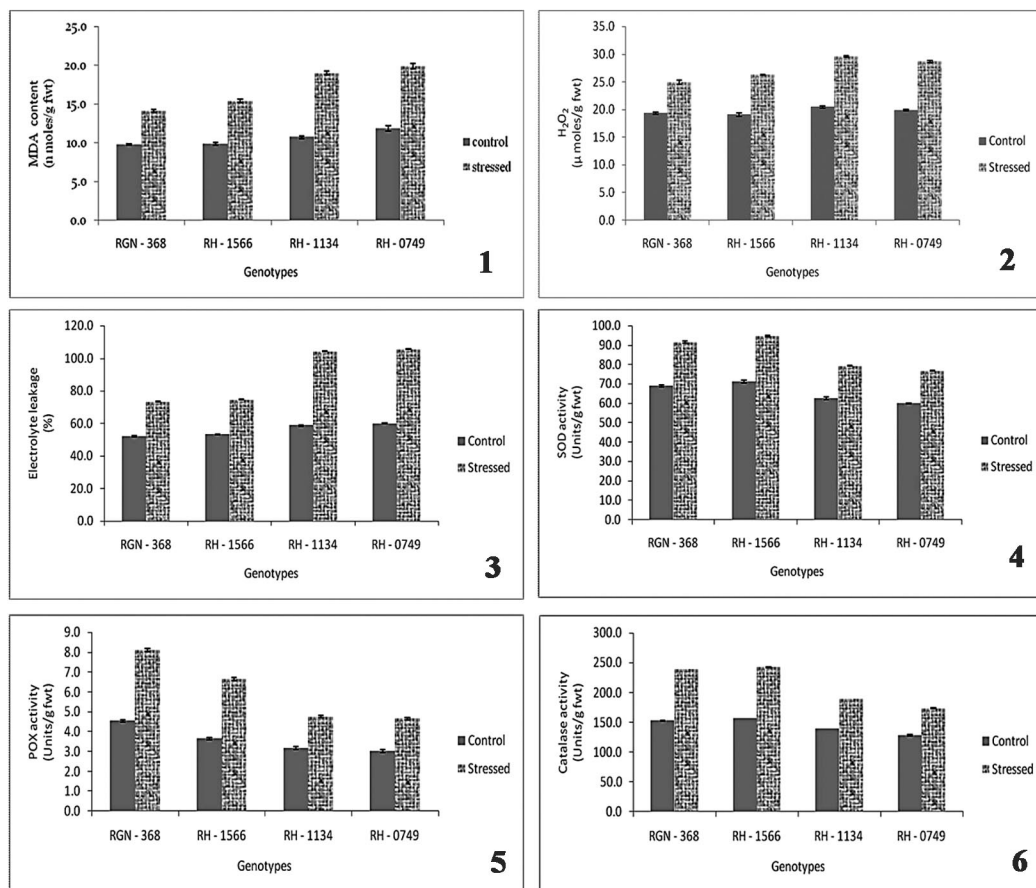 25.0
20.0
15.0
10.0
5.0
0.0
MDA content
(n moles/g fwt)
control
stressed
RGN - 368 RH - 1566 RH - 1134 RH - 0749
Genotypes
1
35.0
30.0
25.0
20.0
15.0
10.0
5.0
0.0
H₂O₂
(µ moles/g fwt)
Control
Stressed
RGN - 368 RH - 1566 RH - 1134 RH - 0749
Genotypes
2
120.0
100.0
80.0
60.0
40.0
20.0
0.0
Electrolyte leakage
(%)
Control
Stressed
RGN - 368 RH - 1566 RH - 1134 RH - 0749
Genotypes
3
100.0
90.0
80.0
70.0
60.0
50.0
40.0
30.0
20.0
10.0
0.0
SOD activity
(Units/g fwt)
Control
Stressed
RGN - 368 RH - 1566 RH - 1134 RH - 0749
Genotypes
4
9.0
8.0
7.0
6.0
5.0
4.0
3.0
2.0
1.0
0.0
POX activity
(Units/g fwt)
Control
Stressed
RGN - 368 RH - 1566 RH - 1134 RH - 0749
Genotypes
5
300.0
250.0
200.0
150.0
100.0
50.0
0.0
Catalase activity
(Units/g fwt)
Control
Stressed
RGN - 368 RH - 1566 RH - 1134 RH - 0749
Genotypes
6